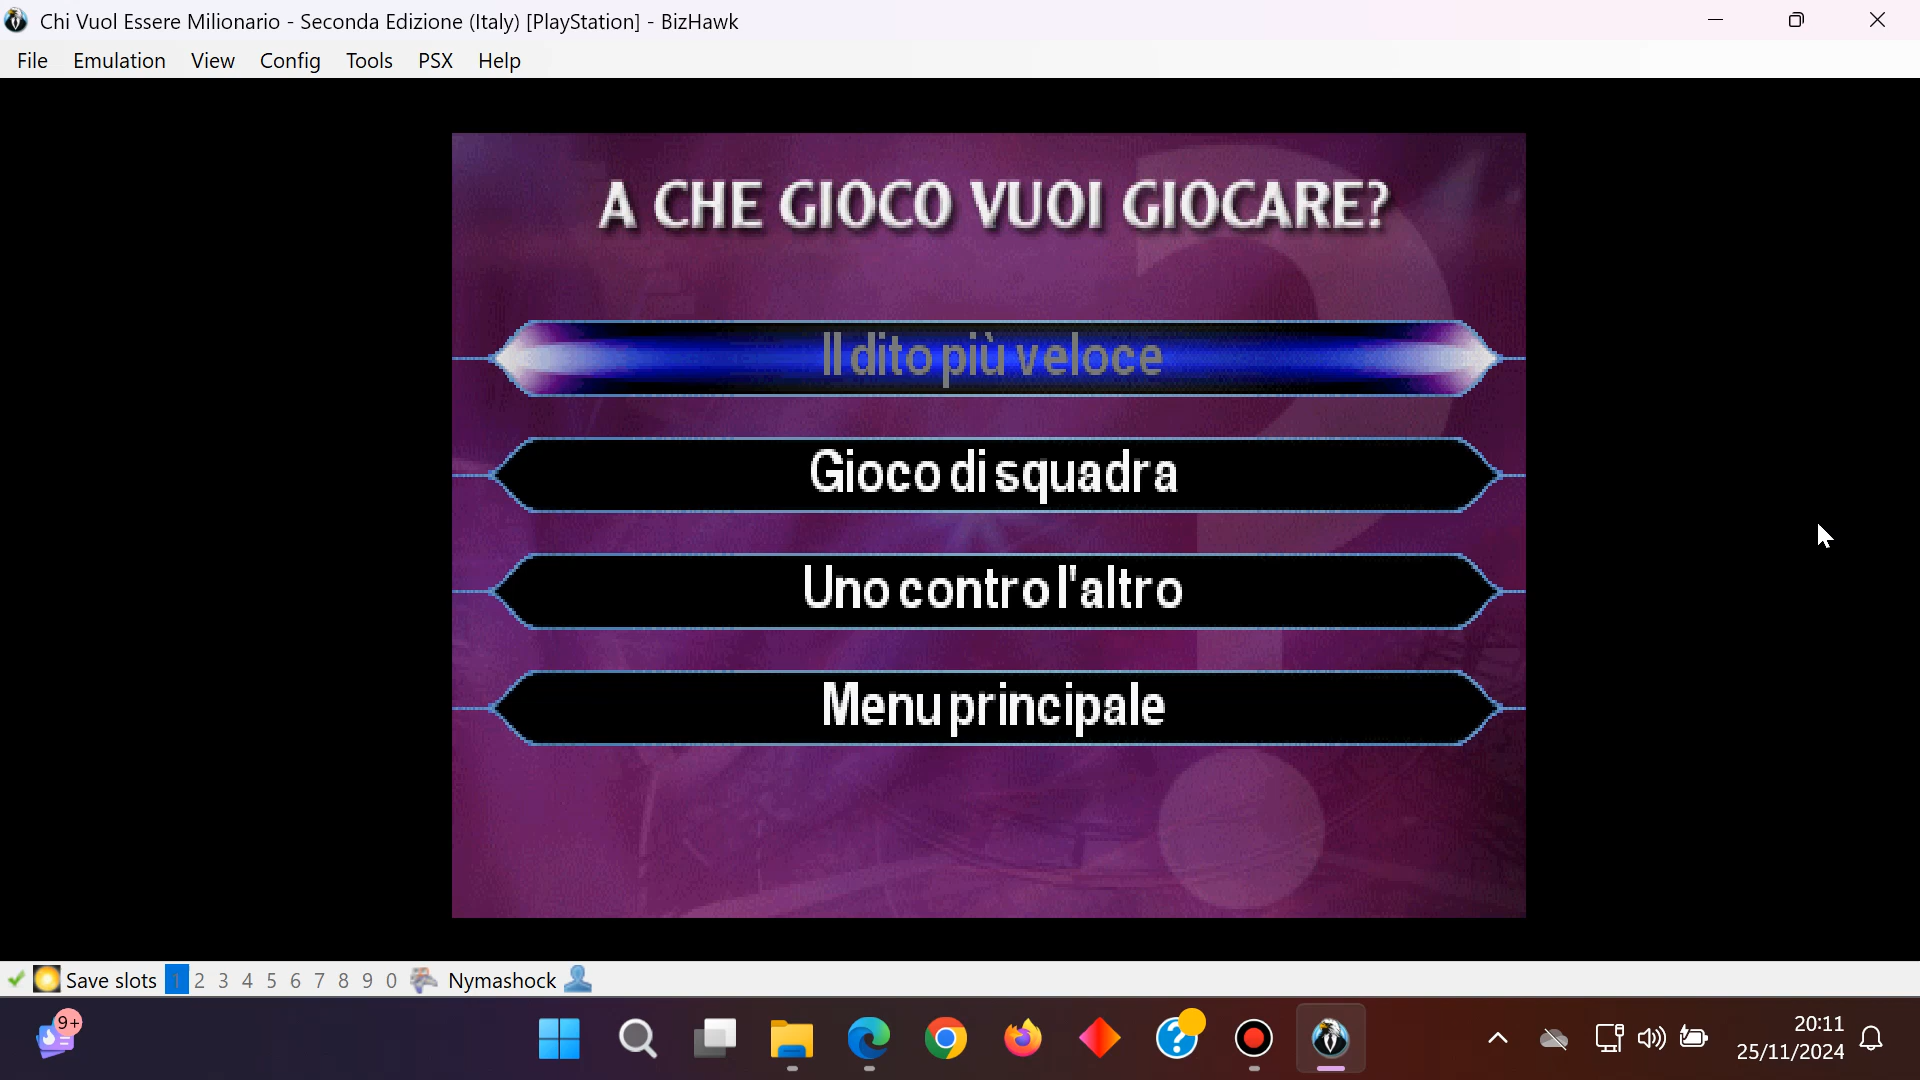 Chi Vuol Essere Milionario - Seconda Edizione (Italy) [PlayStation] - BizHawk
File Emulation View Config Tools PSX Help
A CHE GIOCO VUOI GIOCARE?
Il dito più veloce
Gioco di squadra
Uno contro l'altro
Menu principale
Save slots 1 2 3 4 5 6 7 8 9 0 Nymashock
9+
20:11
25/11/2024